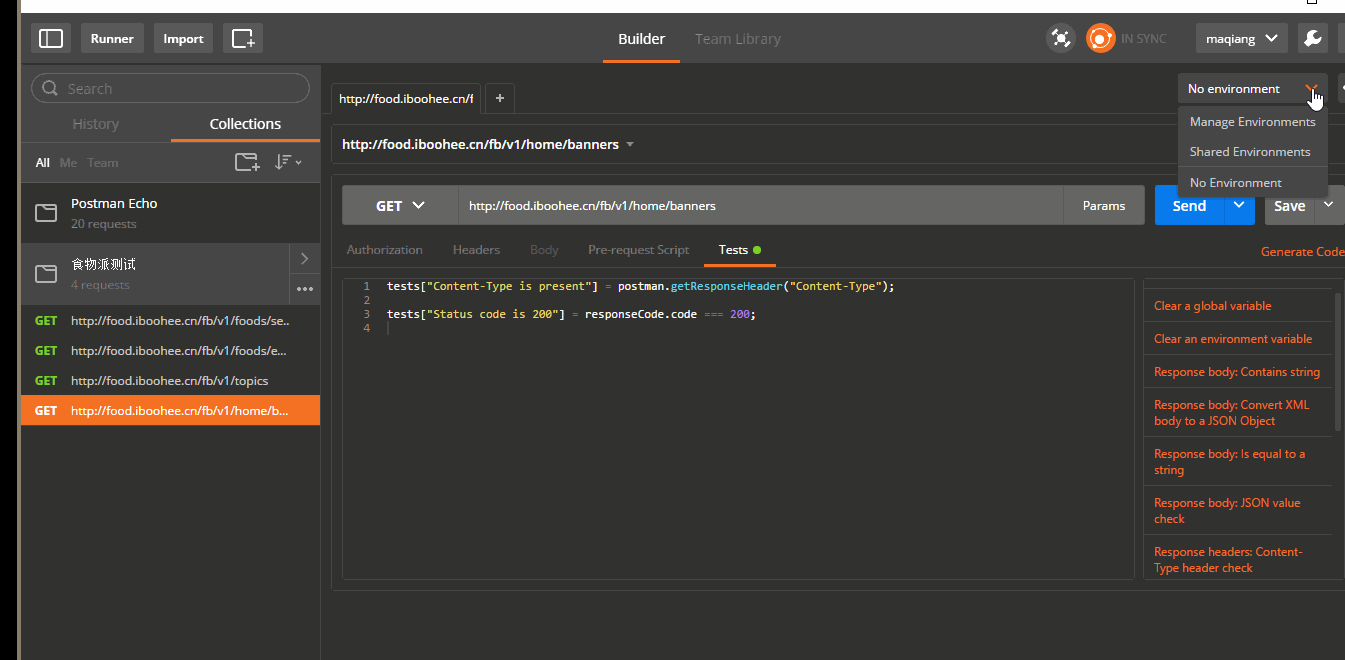 Runner
Import
Builder
Team Library
IN SYNC
maqiang
Search
History
Collections
All Me Team
Postman Echo
20 requests
食物派测试
4 requests
GET http://food.iboohee.cn/fb/v1/foods/se..
GET http://food.iboohee.cn/fb/v1/foods/e...
GET http://food.iboohee.cn/fb/v1/topics
GET http://food.iboohee.cn/fb/v1/home/b...
http://food.iboohee.cn/f
+
No environment
Manage Environments
Shared Environments
No Environment
http://food.iboohee.cn/fb/v1/home/banners
GET
http://food.iboohee.cn/fb/v1/home/banners
Params
Send
Save
Authorization
Headers
Body
Pre-request Script
Tests
Generate Code
1 tests["Content-Type is present"] = postman.getResponseHeader("Content-Type");
2
3 tests["Status code is 200"] = responseCode.code === 200;
4
Clear a global variable
Clear an environment variable
Response body: Contains string
Response body: Convert XML
body to a JSON Object
Response body: Is equal to a
string
Response body: JSON value
check
Response headers: Content-
Type header check